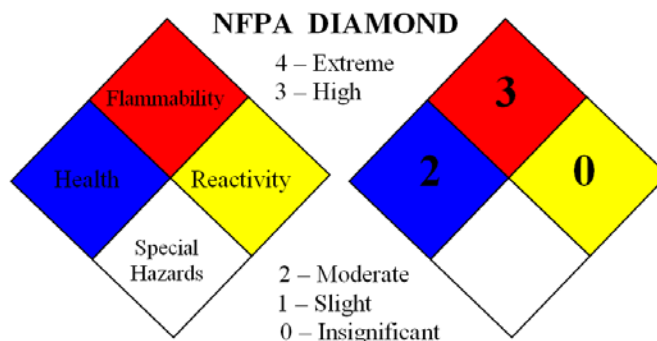 NFPA DIAMOND
4 – Extreme
3 – High
Flammability
Health
Reactivity
Special
Hazards
3
2
0
2 – Moderate
1 – Slight
0 – Insignificant